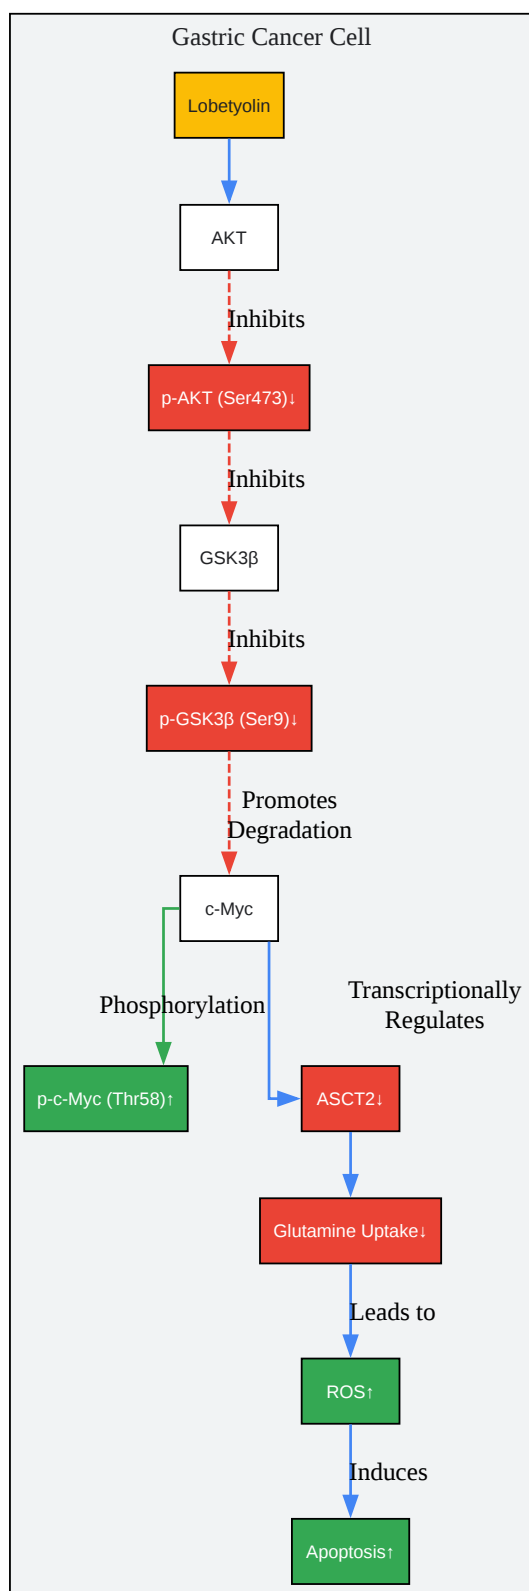 Gastric Cancer Cell
Lobetyolin
AKT
Inhibits
p-AKT (Ser473)↓
Inhibits
GSK3β
Inhibits
p-GSK3β (Ser9)↓
Promotes
Degradation
c-Myc
Phosphorylation
Transcriptionally
Regulates
p-c-Myc (Thr58)↑
ASCT2↓
Glutamine Uptake↓
Leads to
ROS↑
Induces
Apoptosis↑